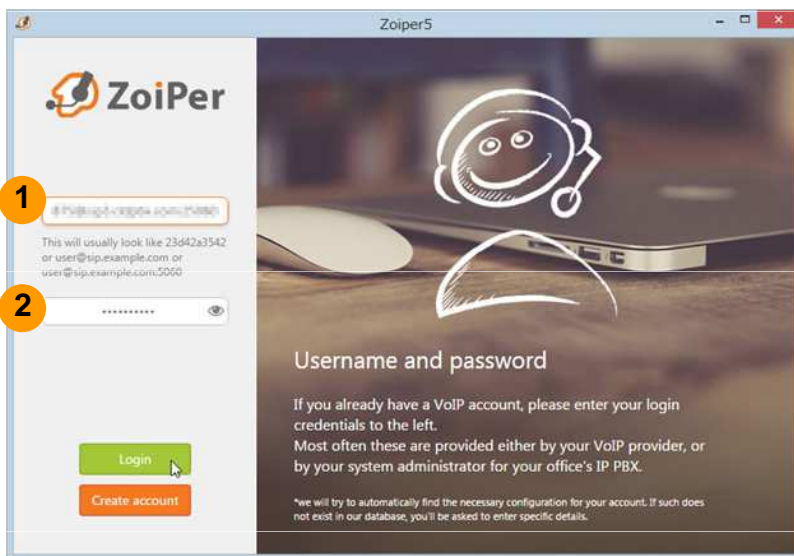 Zoiper5
ZoiPer
1
This will usually look like 23d42a3542
or user@sip.example.com or
user@sip.example.com:5060
2
Login
Create account
Username and password
If you already have a VoIP account, please enter your login
credentials to the left.
Most often these are provided either by your VoIP provider, or
by your system administrator for your office's IP PBX.
*we will try to automatically find the necessary configuration for your account. If such does
not exist in our database, you'll be asked to enter specific details.